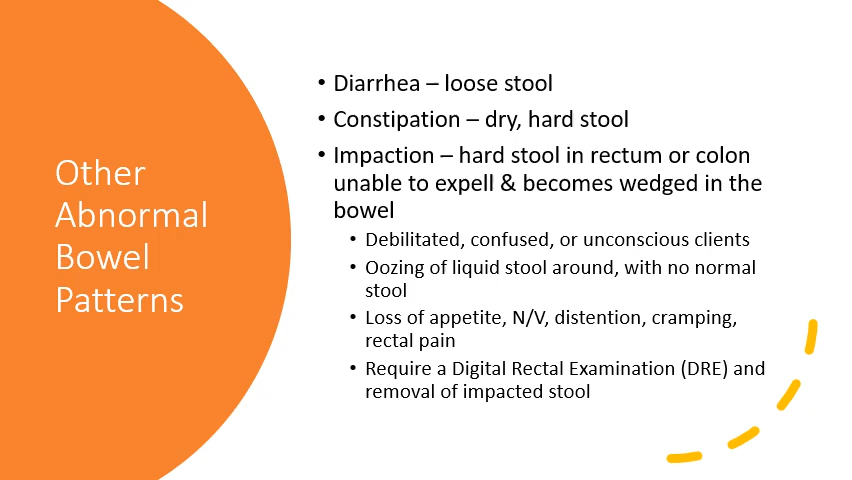 Other
Abnormal
Bowel
Patterns
• Diarrhea – loose stool
• Constipation – dry, hard stool
• Impaction – hard stool in rectum or colon
unable to expell & becomes wedged in the
bowel
• Debilitated, confused, or unconscious clients
• Oozing of liquid stool around, with no normal
stool
• Loss of appetite, N/V, distention, cramping,
rectal pain
• Require a Digital Rectal Examination (DRE) and
removal of impacted stool